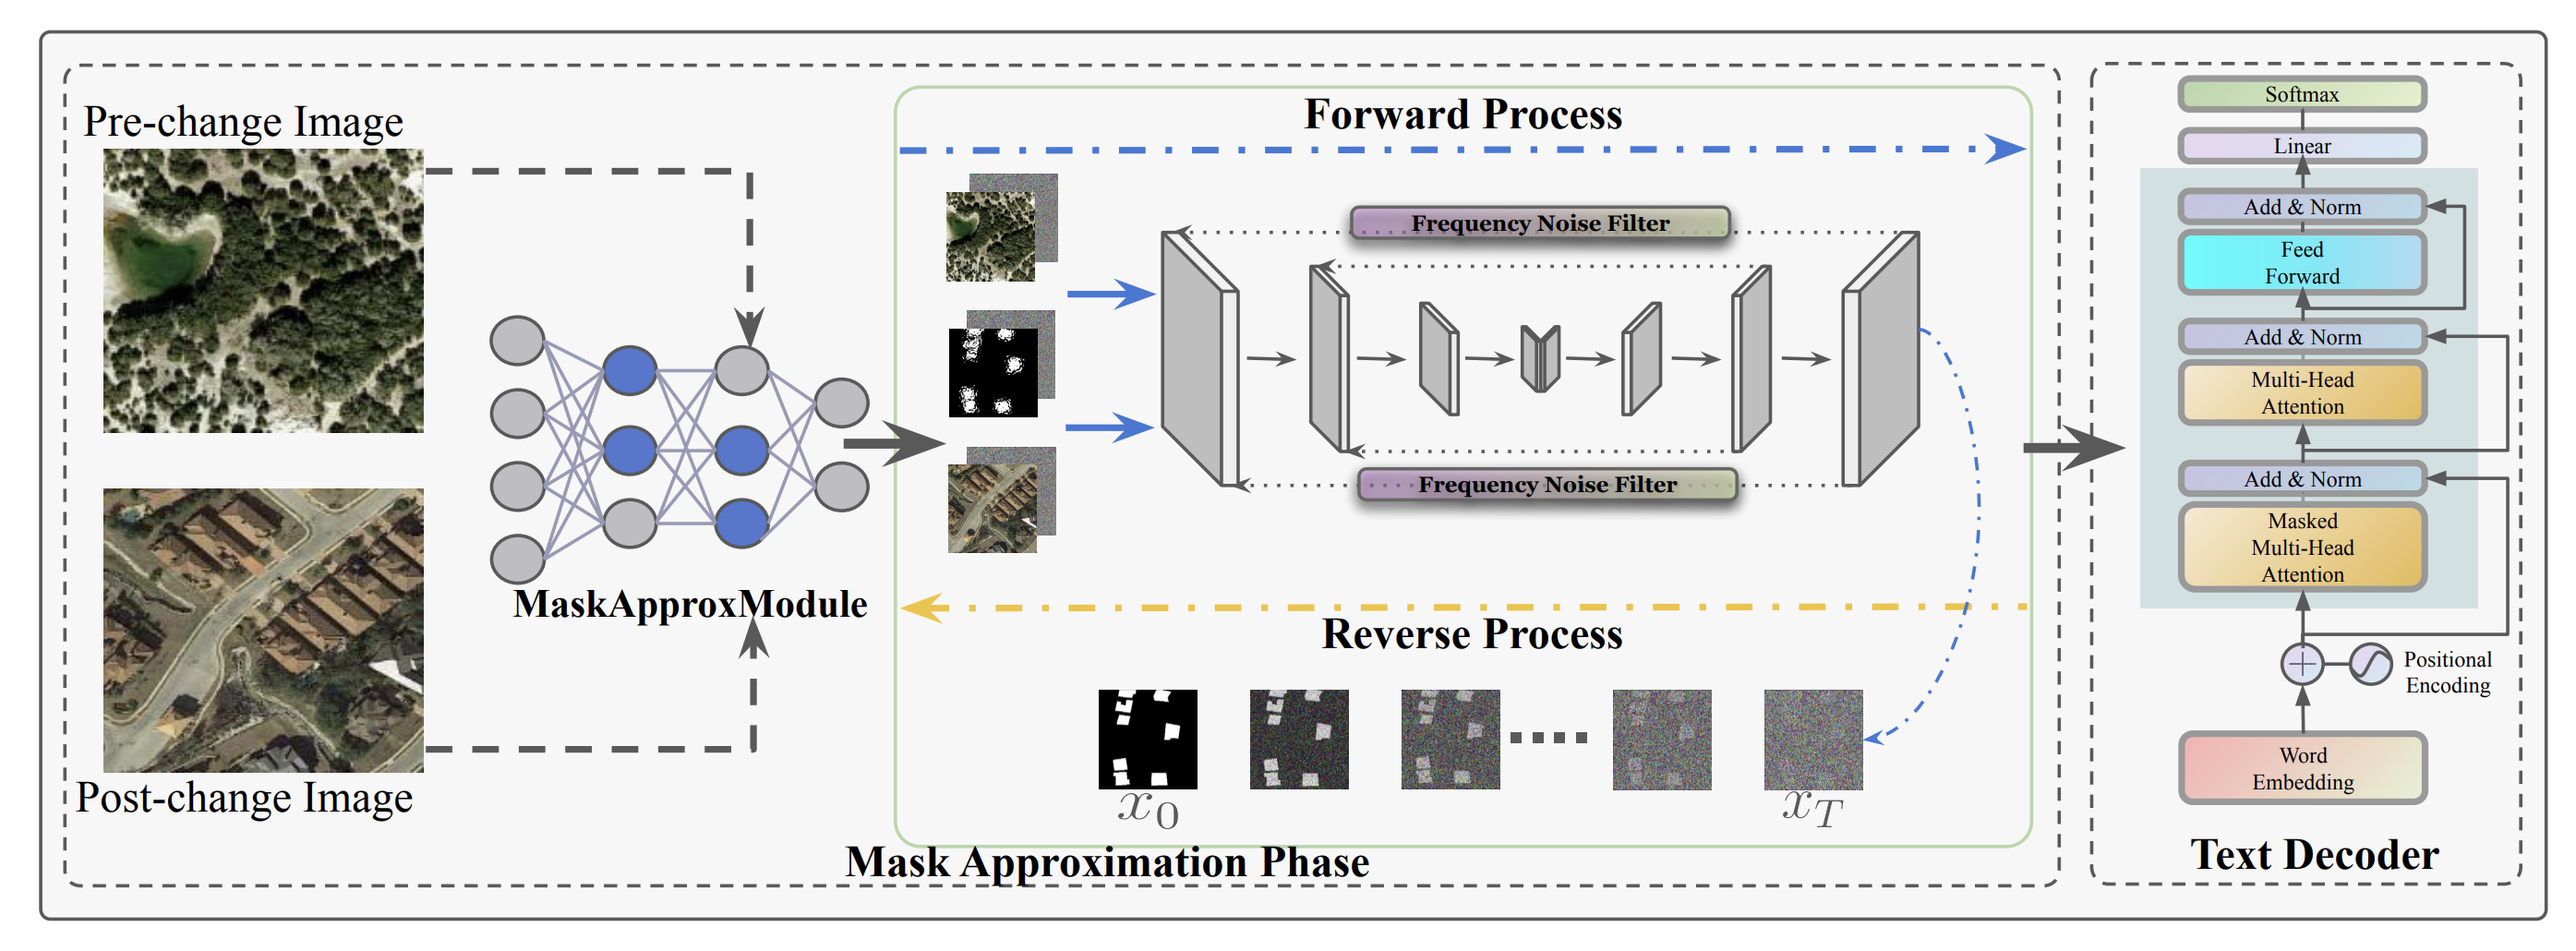 Pre-change Image
Post-change Image
MaskApproxModule
Forward Process
Frequency Noise Filter
Frequency Noise Filter
Reverse Process
x_0
x_T
Mask Approximation Phase
Softmax
Linear
Add & Norm
Feed
Forward
Add & Norm
Multi-Head
Attention
Add & Norm
Masked
Multi-Head
Attention
Positional
Encoding
Word
Embedding
Text Decoder